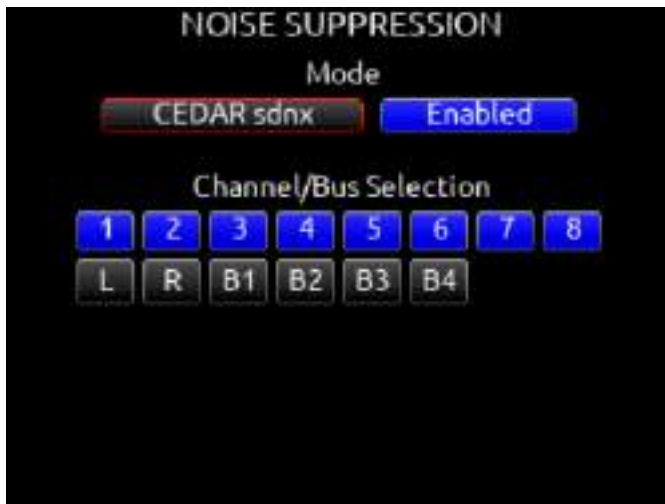 NOISE SUPPRESSION
Mode
CEDAR sdnx Enabled
Channel/Bus Selection
1 2 3 4 5 6 7 8
L R B1 B2 B3 B4